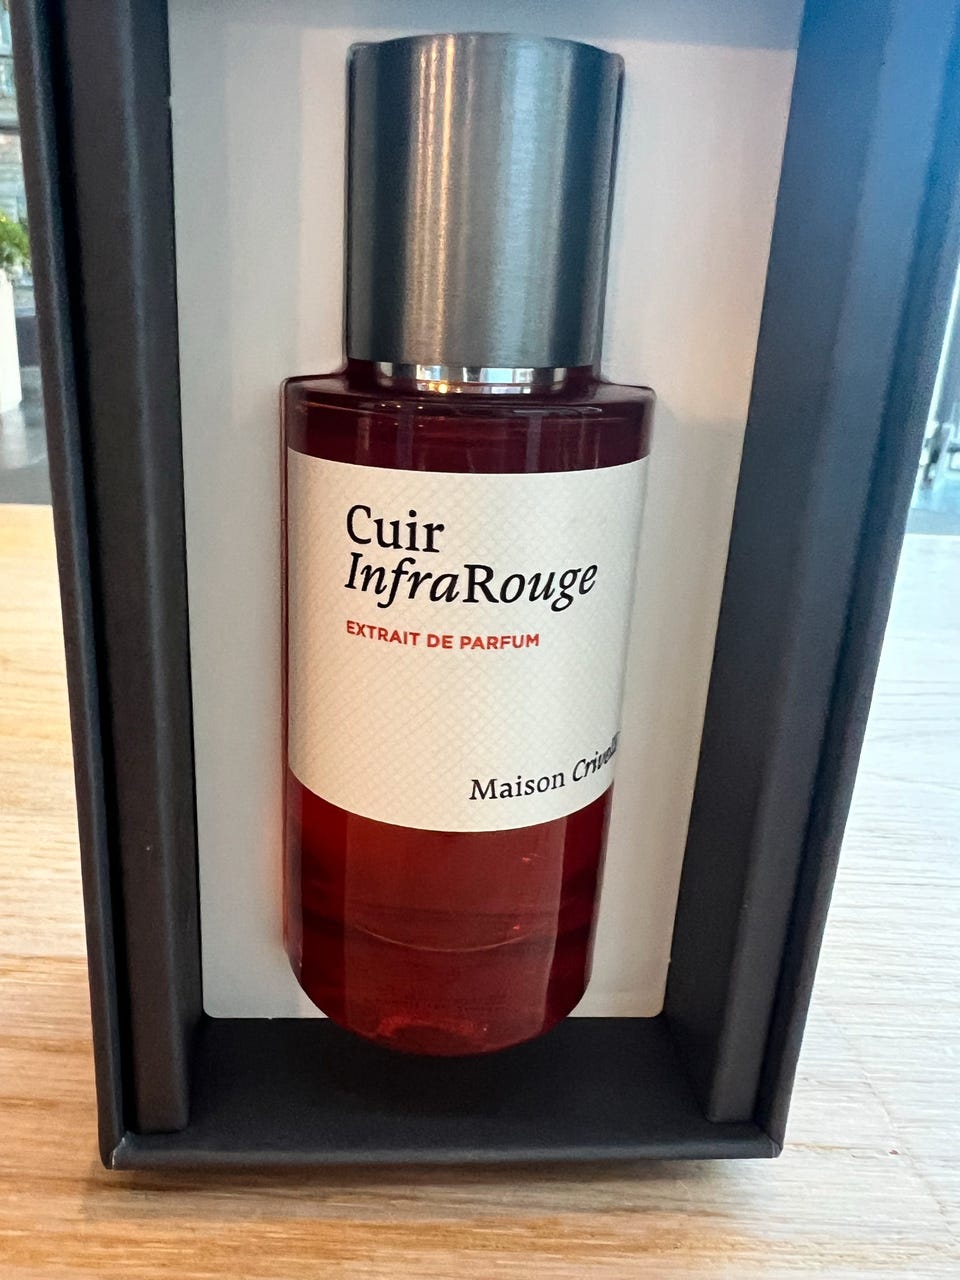 Cuir
InfraRouge
EXTRAIT DE PARFUM
Maison Crivelli